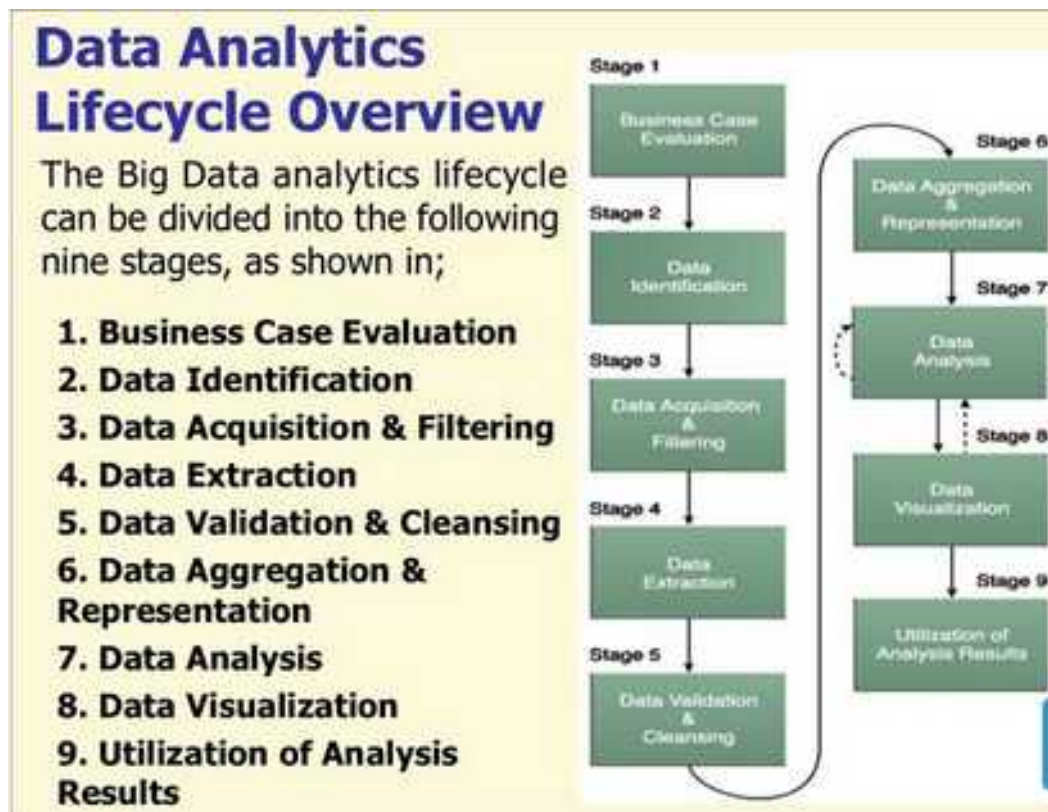 Data Analytics
Lifecycle Overview
The Big Data analytics lifecycle
can be divided into the following
nine stages, as shown in;
1. Business Case Evaluation
2. Data Identification
3. Data Acquisition & Filtering
4. Data Extraction
5. Data Validation & Cleansing
6. Data Aggregation &
Representation
7. Data Analysis
8. Data Visualization
9. Utilization of Analysis
Results
Stage 1
Business Case
Evaluation
Stage 2
Data
Identification
Stage 3
Data Acquisition
&
Filtering
Stage 4
Data
Extraction
Stage 5
Data Validation
&
Cleansing
Stage 6
Data Aggregation
&
Representation
Stage 7
Data
Analysis
Stage 8
Data
Visualization
Stage 9
Utilization of
Analysis Results